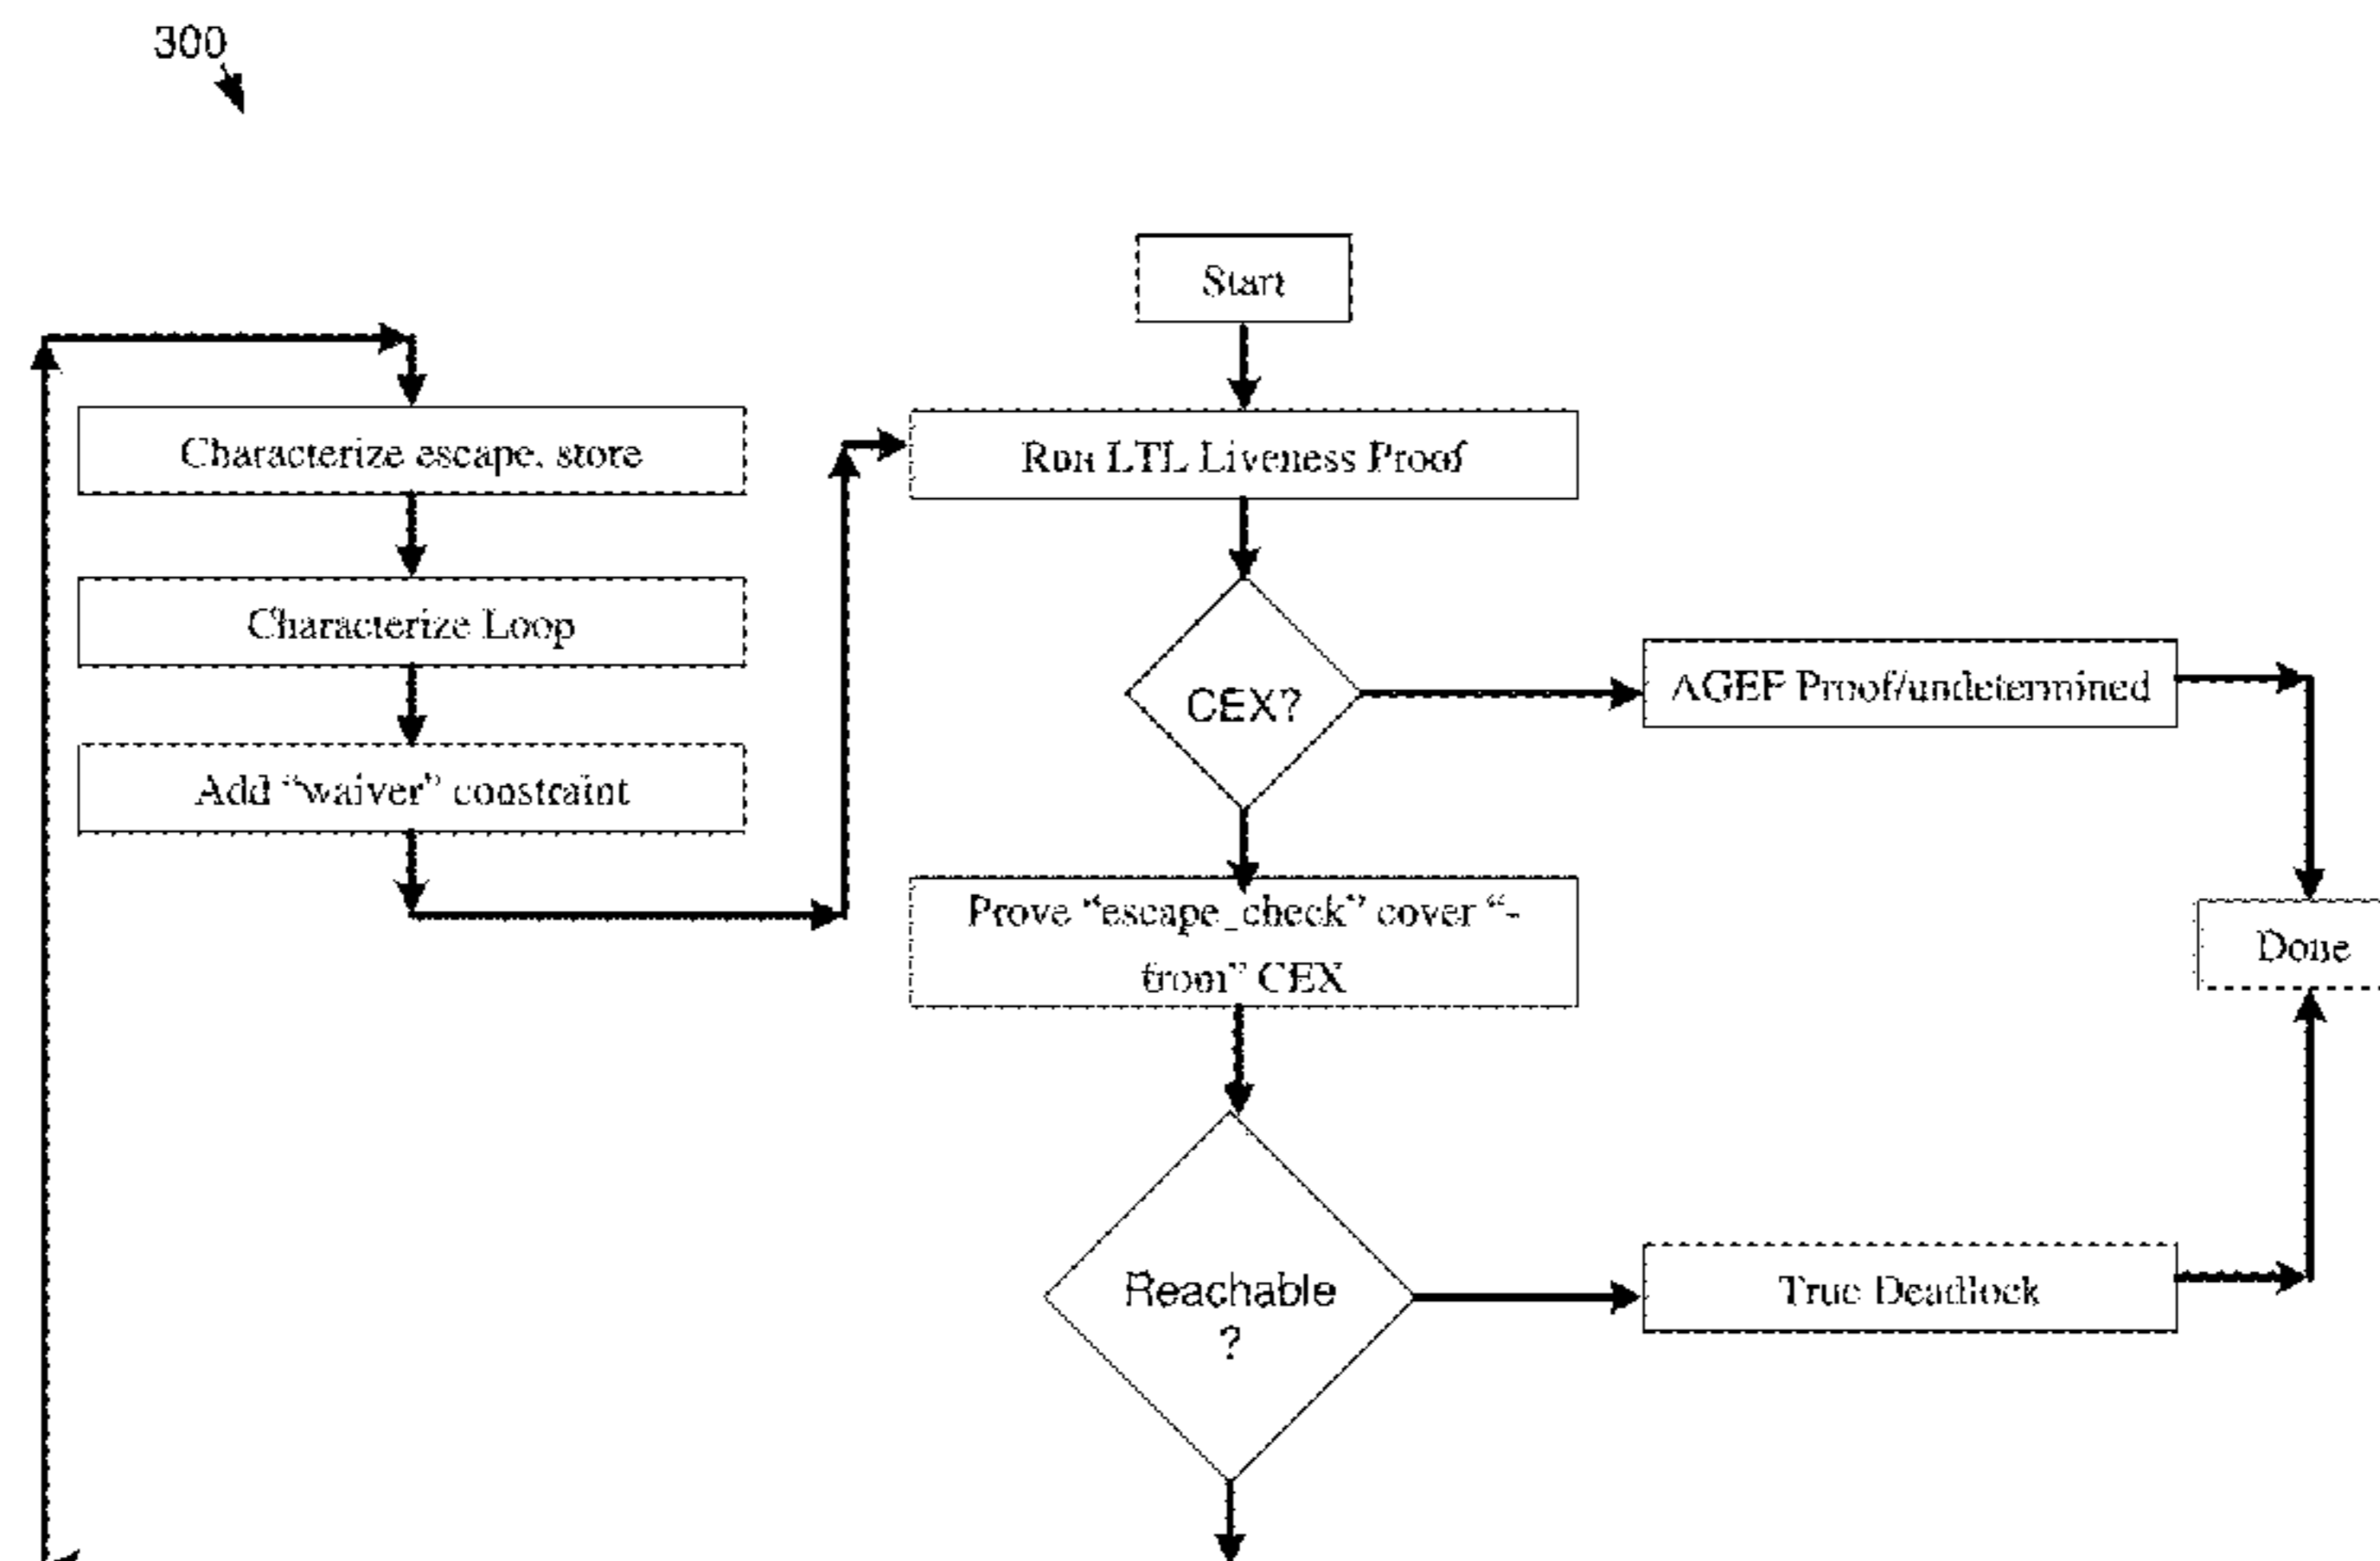 300
Start
Characterize escape, store
Run LTL Liveness Proof
Characterize Loop
CEX?
AGEF Proof/undetermined
Add “waiver” constraint
Prove “escape_check” cover “-
from” CEX
Done
Reachable
?
True Deadlock